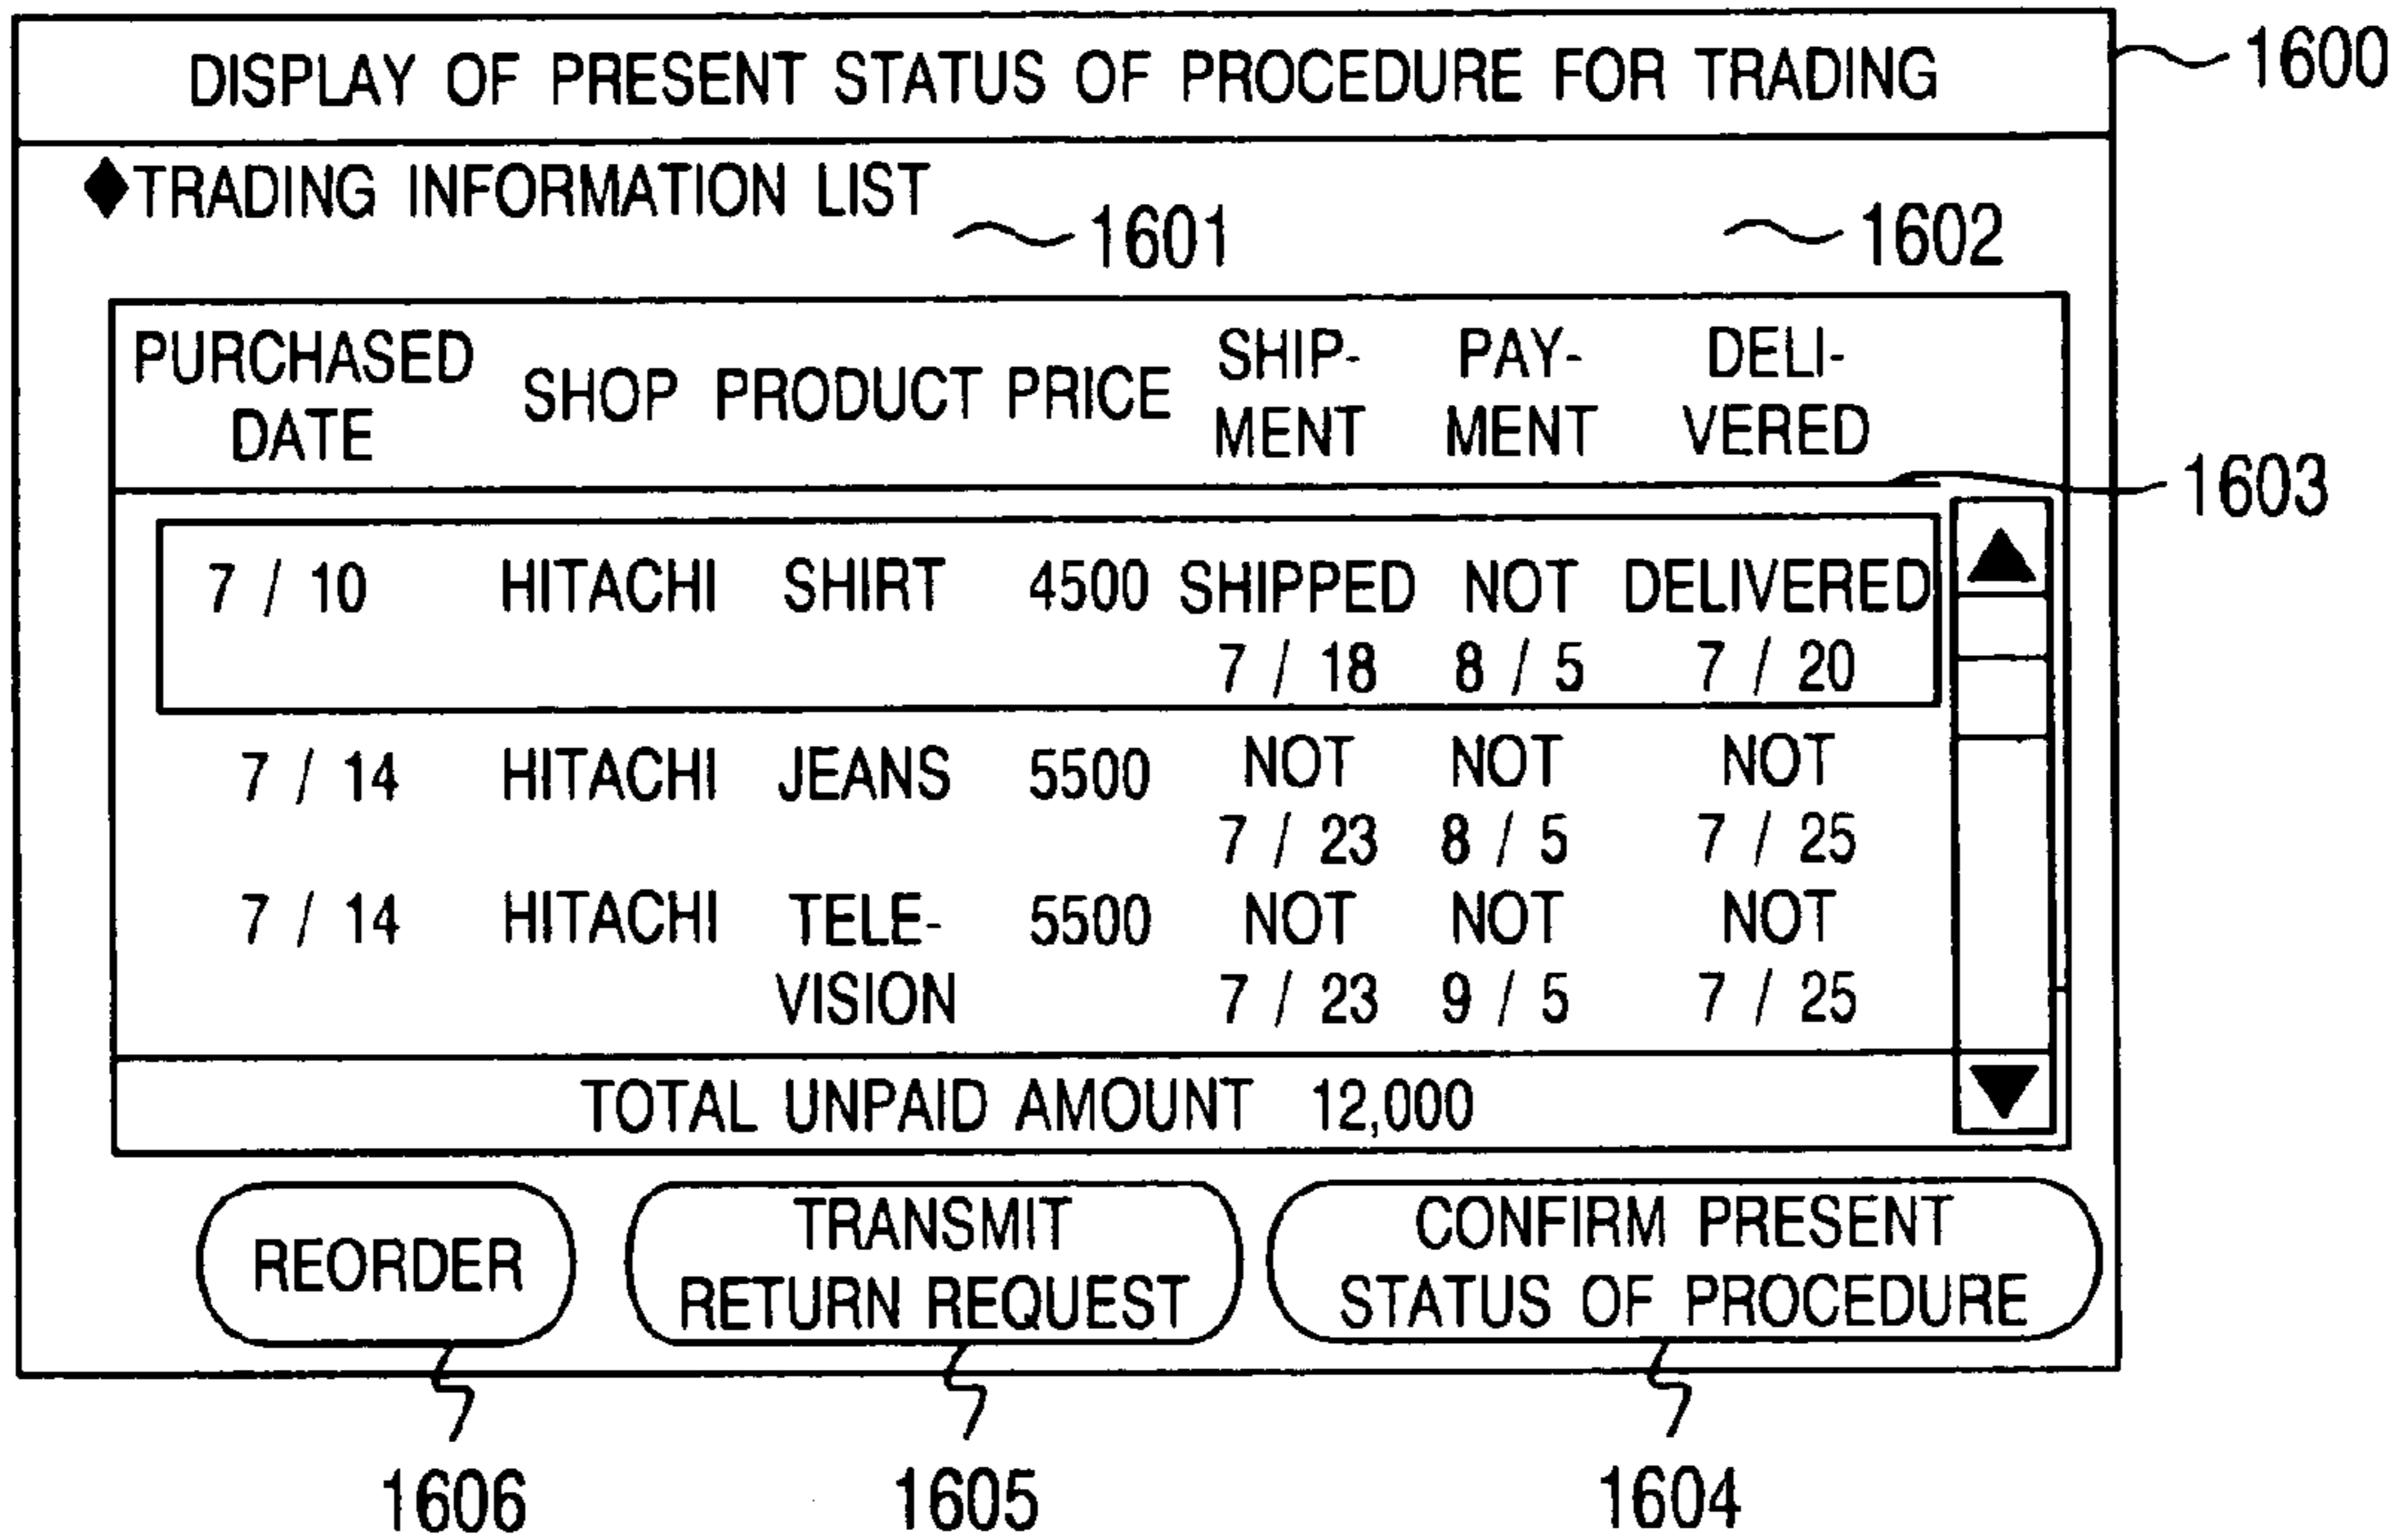 DISPLAY OF PRESENT STATUS OF PROCEDURE FOR TRADING
1600
◆TRADING INFORMATION LIST
1601
1602
PURCHASED DATE SHOP PRODUCT PRICE SHIP- MENT PAY- MENT DELI- VERED
1603
7 / 10 HITACHI SHIRT 4500 SHIPPED NOT DELIVERED
7 / 18 8 / 5 7 / 20
7 / 14 HITACHI JEANS 5500 NOT NOT NOT
7 / 23 8 / 5 7 / 25
7 / 14 HITACHI TELE- 5500 NOT NOT NOT
VISION 7 / 23 9 / 5 7 / 25
TOTAL UNPAID AMOUNT 12,000
REORDER
TRANSMIT
RETURN REQUEST
CONFIRM PRESENT
STATUS OF PROCEDURE
1606
1605
1604